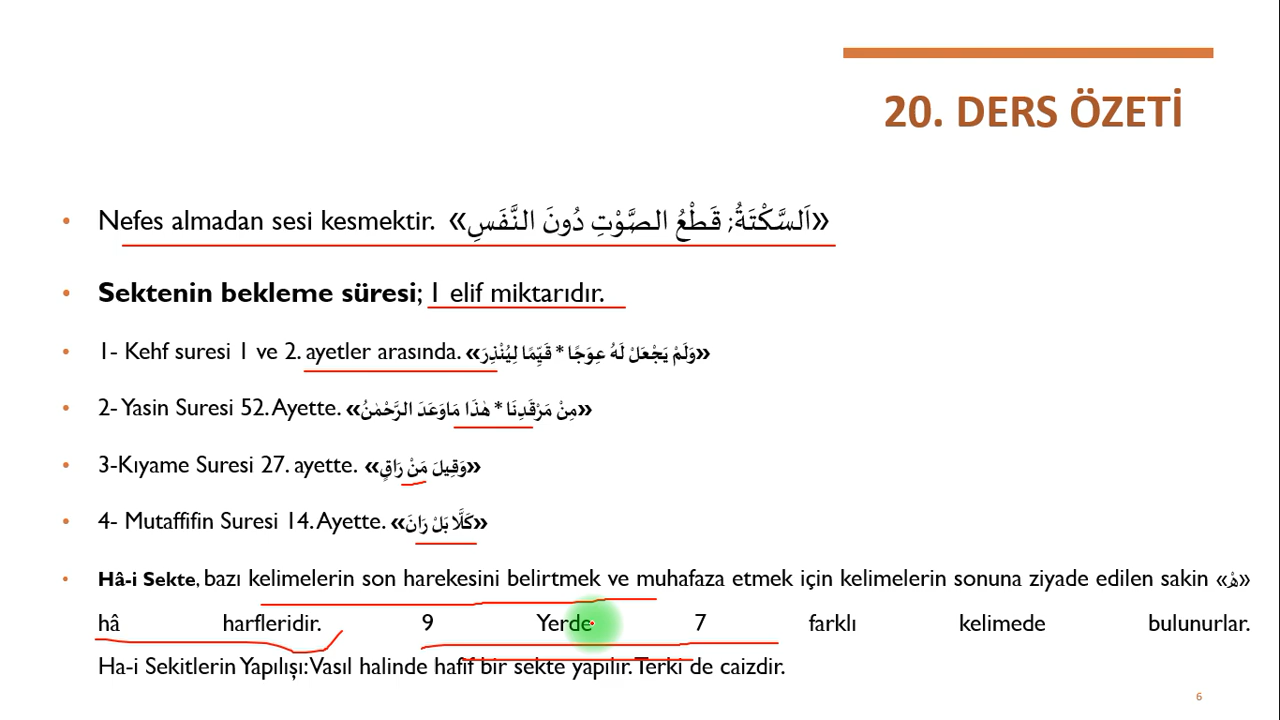 20. DERS ÖZETİ
• Nefes almadan sesi kesmektir. «اَلسَّكْتَةُ; قَطْعُ الصَّوْتِ دُونَ النَّفَسِ»
• Sektenin bekleme süresi; 1 elif miktarıdır.
• 1- Kehf suresi 1 ve 2. ayetler arasında. «وَلَمْ يَجْعَلْ لَهُ عِوَجًا * قَيِّمًا لِيُنْذِرَ»
• 2- Yasin Suresi 52. Ayette. «مِنْ مَرْقَدِنَا * هٰذَا مَاوَعَدَ الرَّحْمٰنُ»
• 3-Kıyame Suresi 27. ayette. «وَقِيلَ مَنْ رَاقٍ»
• 4- Mutaffifin Suresi 14. Ayette. «كَلَّا بَلْ رَانَ»
• Hâ-i Sekte, bazı kelimelerin son harekesini belirtmek ve muhafaza etmek için kelimelerin sonuna ziyade edilen sakin «هْ»
hâ harfleridir. 9 Yerde 7 farklı kelimede bulunurlar.
Ha-i Sekitlerin Yapılışı: Vasıl halinde hafif bir sekte yapılır. Terki de caizdir.
6